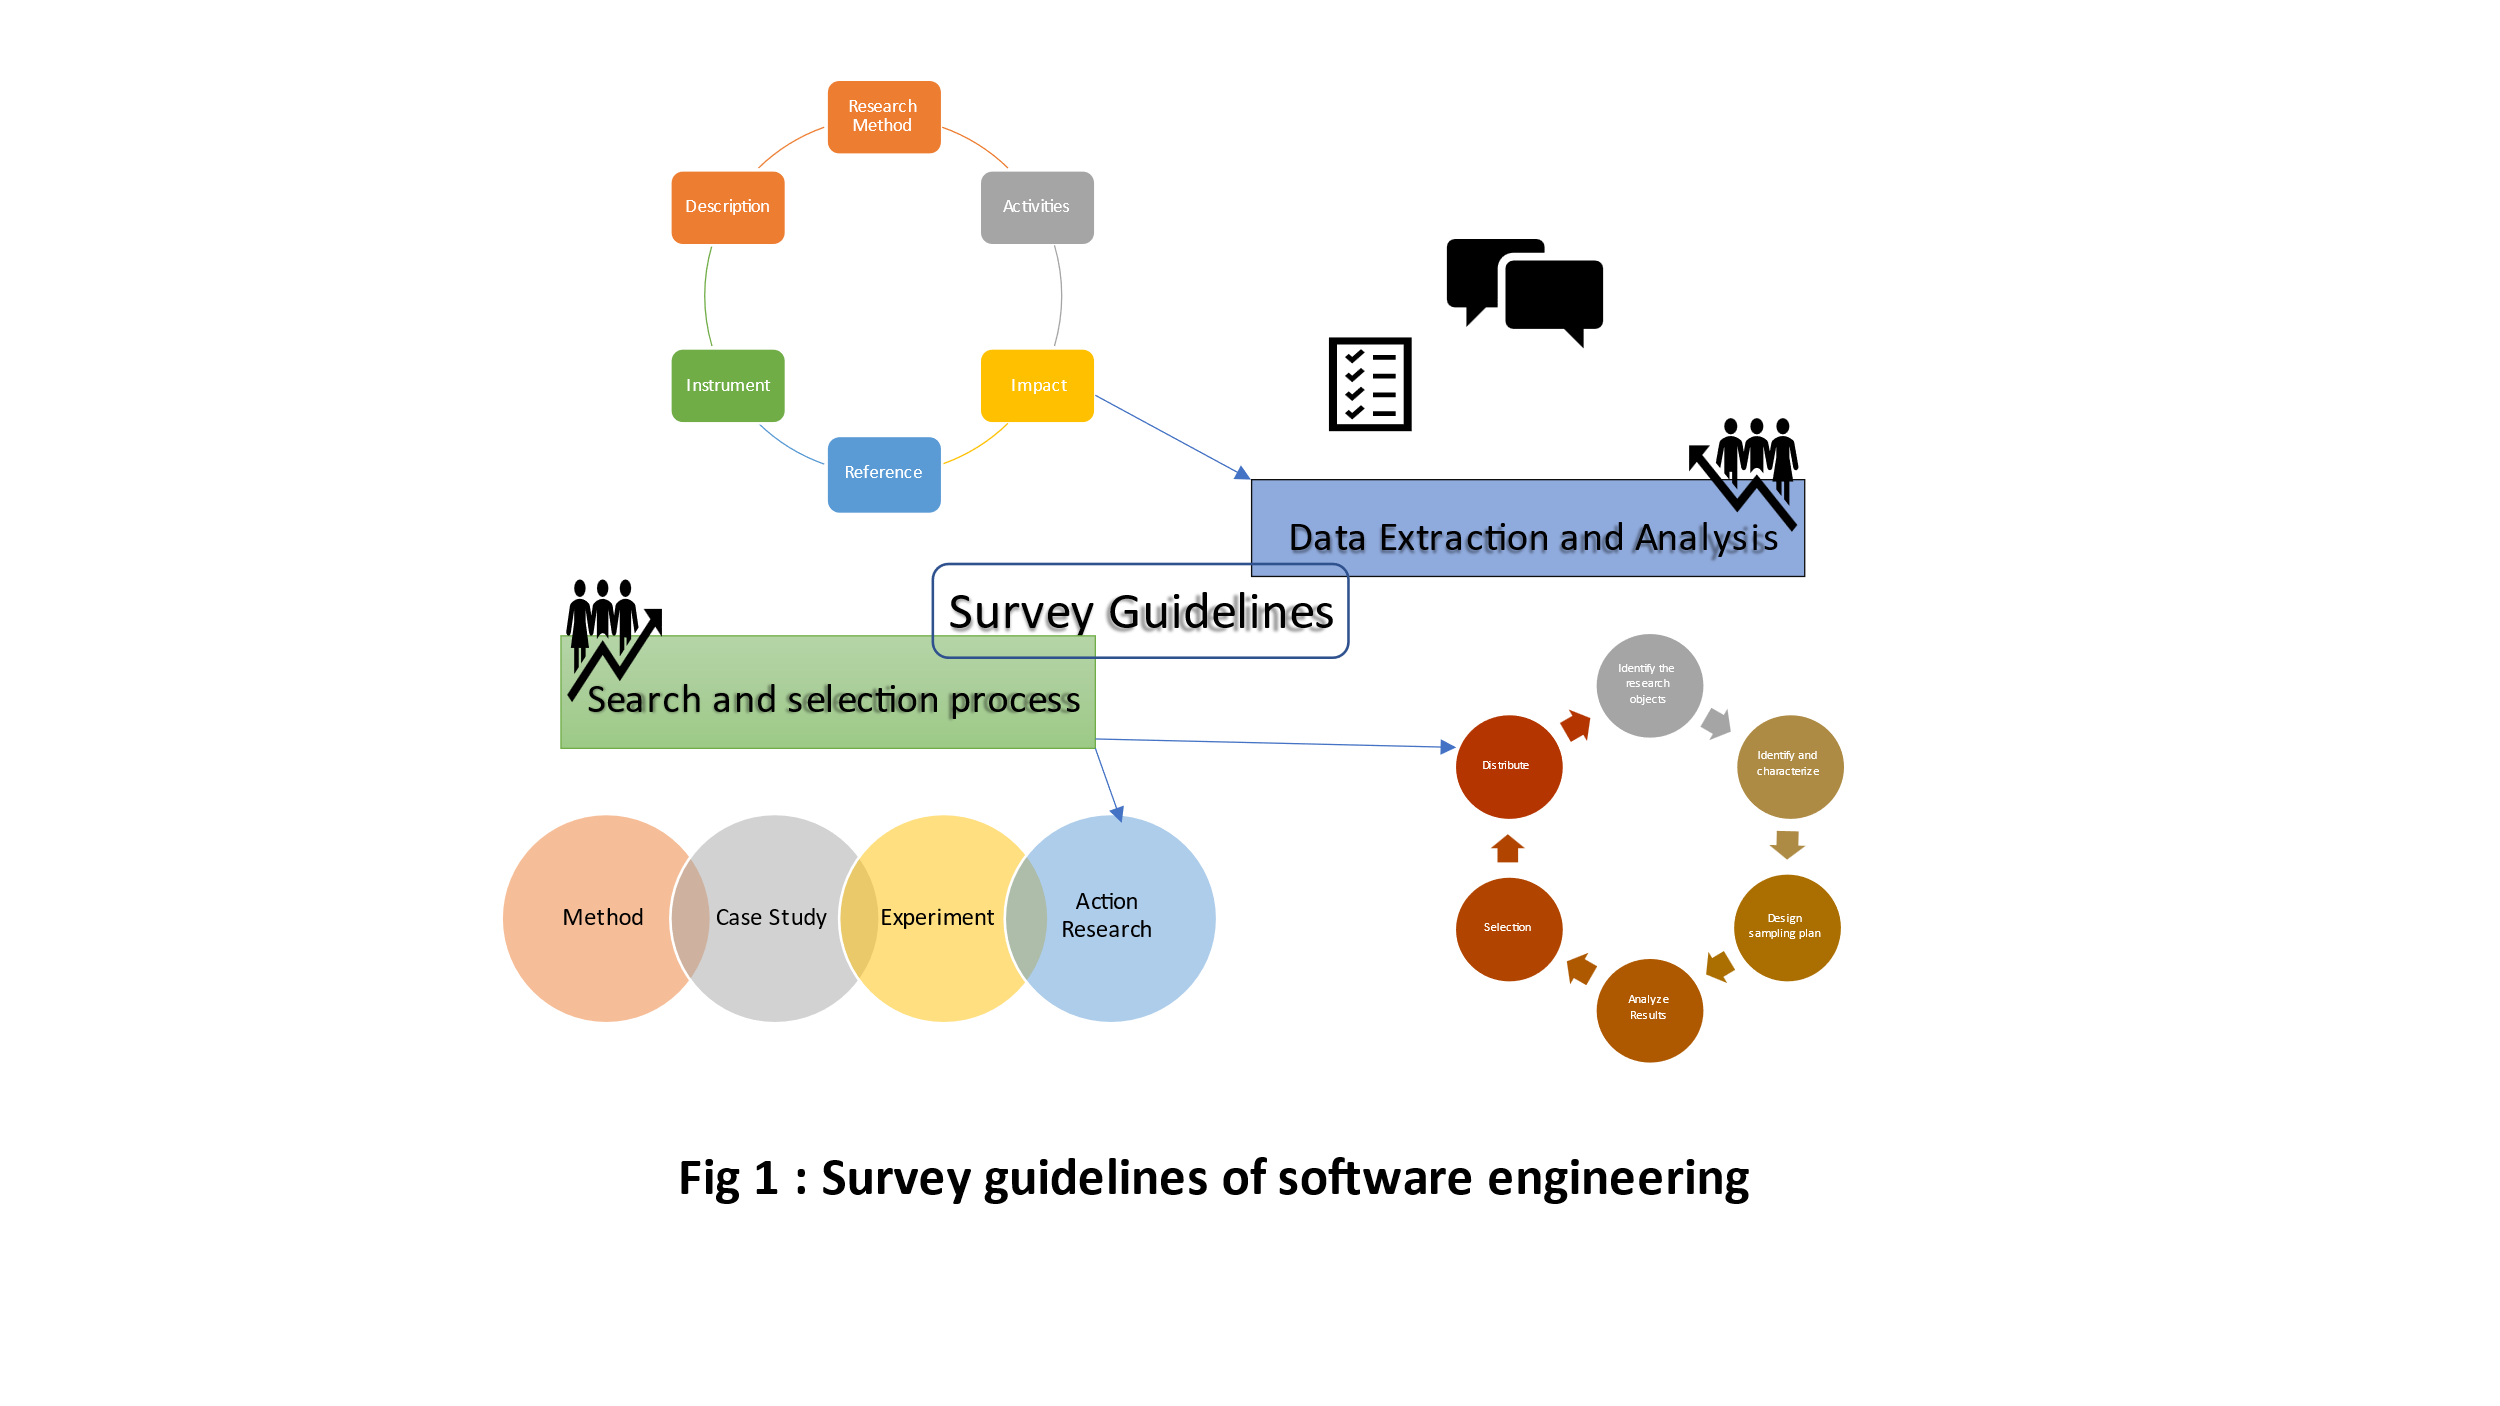 Research
Method
Description
Activities
Instrument
Impact
Reference
Data Extraction and Analysis
Survey Guidelines
Search and selection process
Identify the
research
objects
Distribute
Identify and
characterize
Selection
Design
sampling plan
Analyze
Results
Method
Case Study
Experiment
Action
Research
Fig 1 : Survey guidelines of software engineering